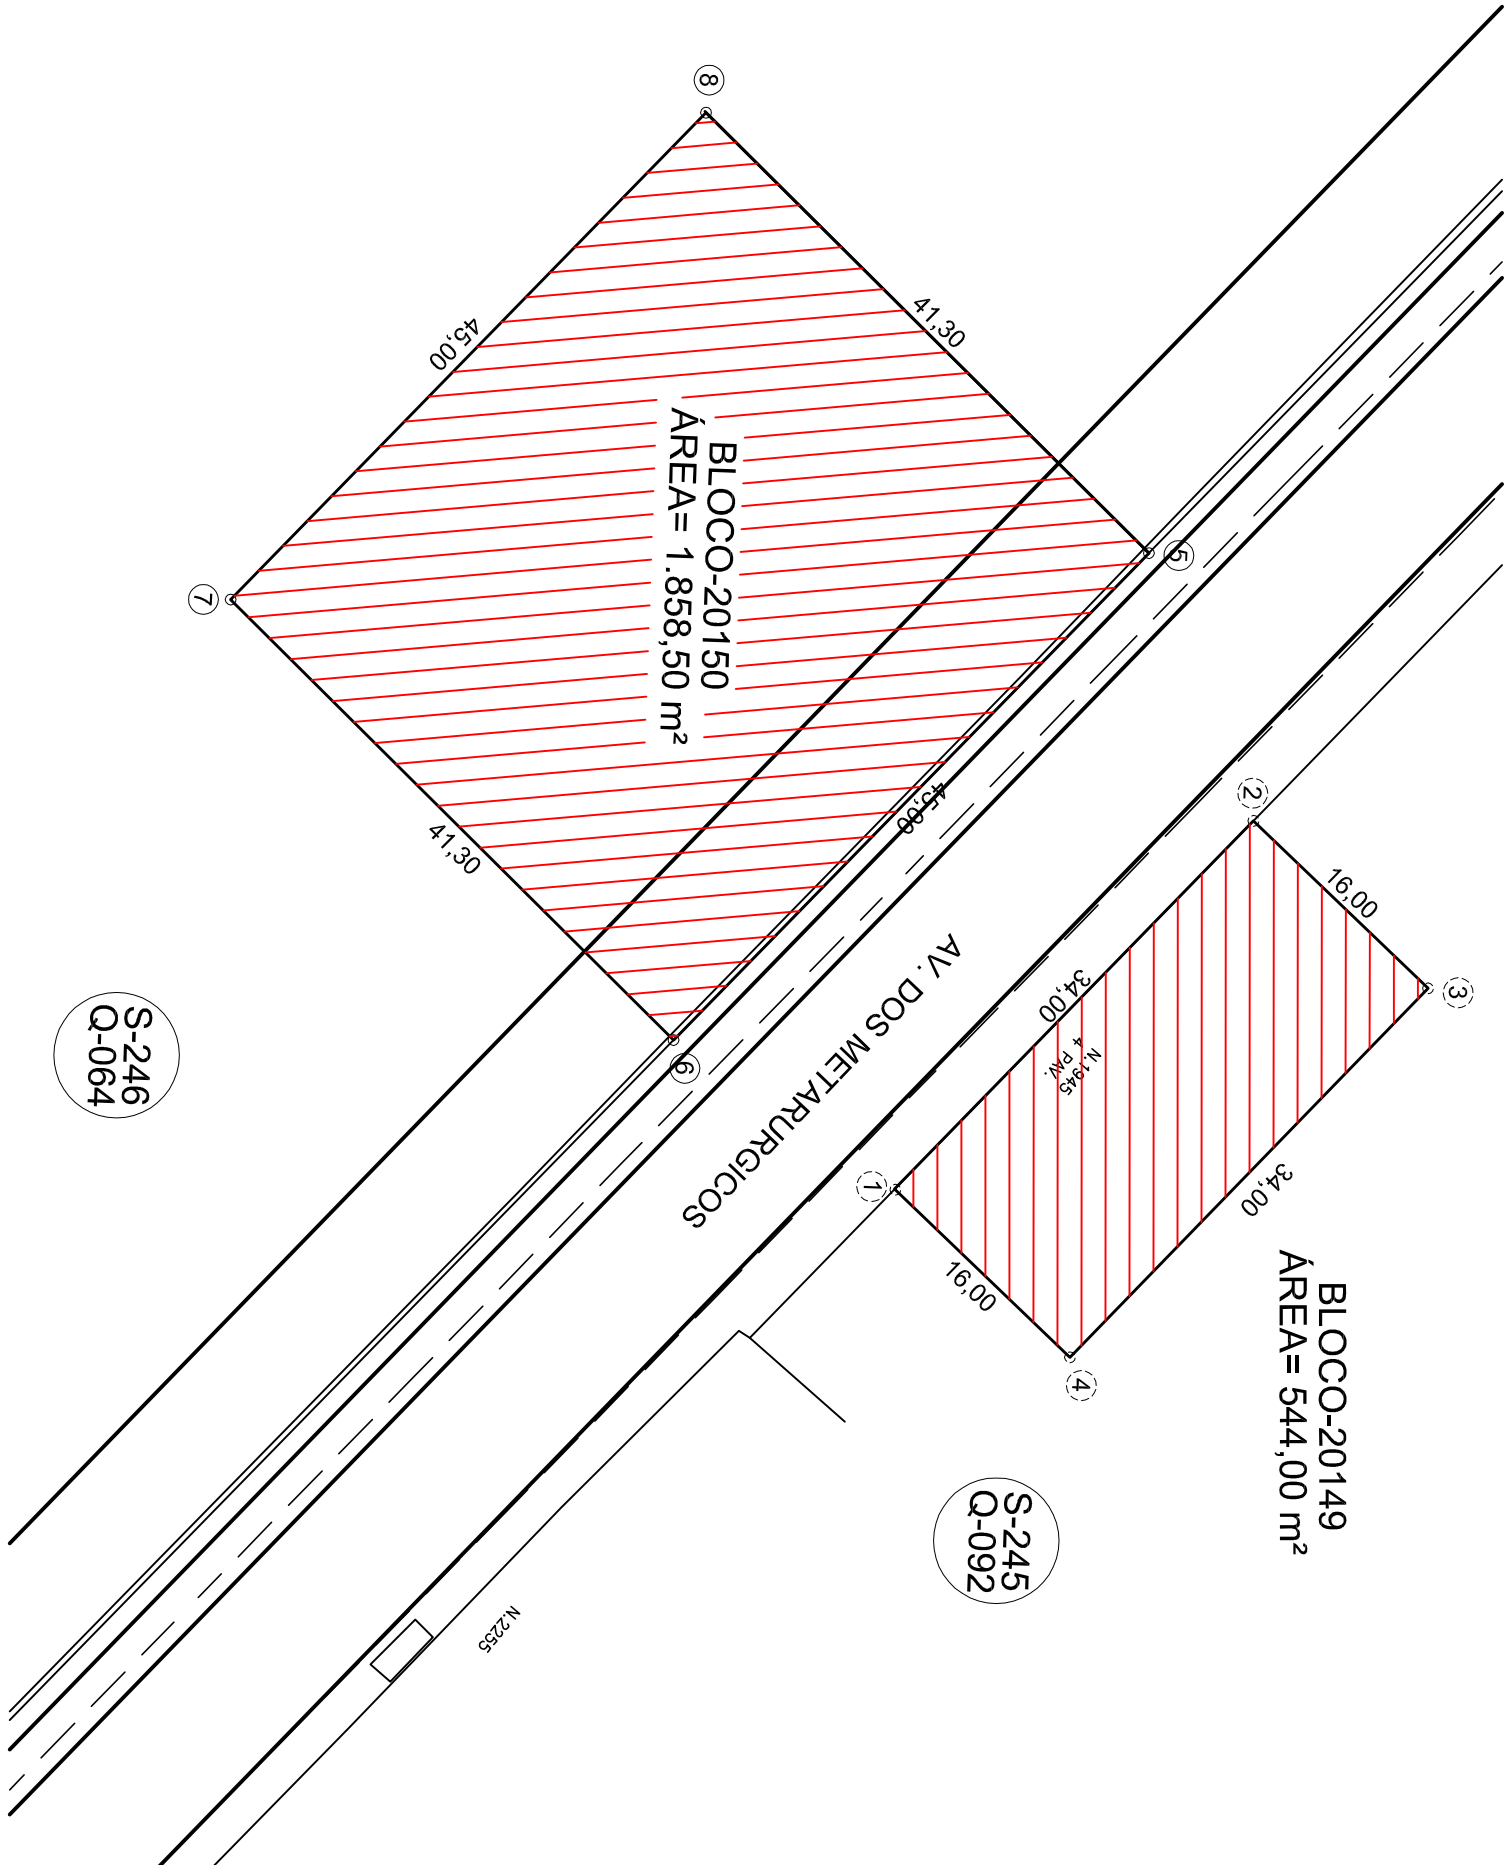 8
41,30
45,00
BLOCO-20150
ÁREA= 1.858,50 m²
5
7
45,00
41,30
6
2
16,00
3
34,00
N.1945
4 PAV.
AV. DOS METARURGICOS
1
34,00
16,00
4
BLOCO-20149
ÁREA= 544,00 m²
S-246
Q-064
S-245
Q-092
N.2255